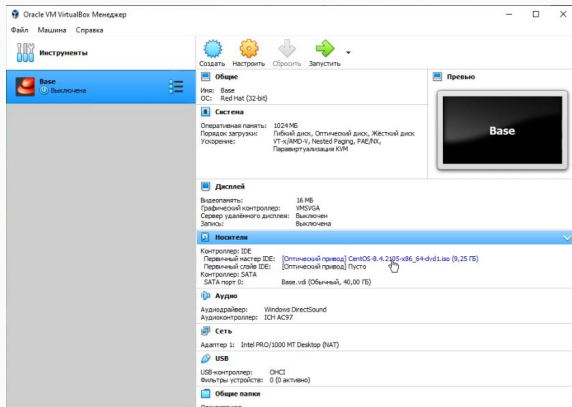 Oracle VM VirtualBox Менеджер
Файл Машина Справка
Инструменты
Создать Настроить Сбросить Запустить
Base
Выключена
Общие
Имя: Base
ОС: Red Hat (32-bit)
Превью
Base
Система
Оперативная память: 1024 МБ
Порядок загрузки: Гибкий диск, Оптический диск, Жёсткий диск
Ускорение: VT-x/AMD-V, Nested Paging, PAE/NX,
Паравиртуализация KVM
Дисплей
Видеопамять: 16 МБ
Графический контроллер: VMSVGA
Сервер удалённого дисплея: Выключен
Запись: Выключена
Носители
Контроллер: IDE
Первичный мастер IDE: [Оптический привод] CentOS-8.4.2105-x86_64-dvd1.iso (9,25 ГБ)
Первичный слэйв IDE: [Оптический привод] Пусто
Контроллер: SATA
SATA порт 0: Base.vdi (Обычный, 40,00 ГБ)
Аудио
Аудиодрайвер: Windows DirectSound
Аудиоконтроллер: ICH AC97
Сеть
Адаптер 1: Intel PRO/1000 MT Desktop (NAT)
USB
USB-контроллер: OHCI
Фильтры устройств: 0 (0 активно)
Общие папки